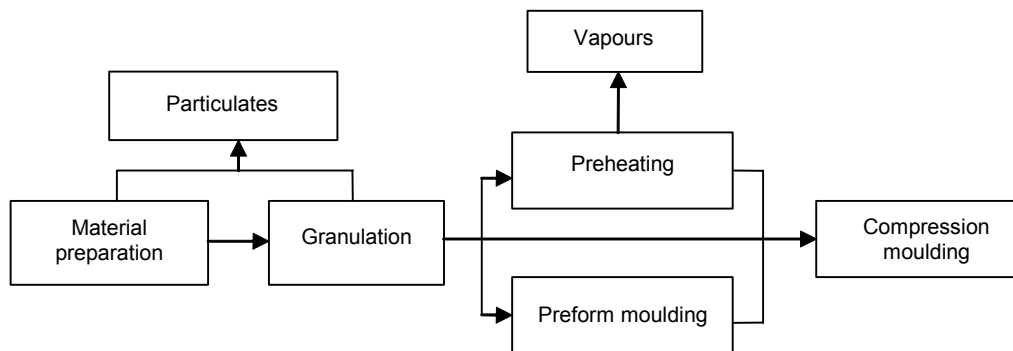 Vapours
Particulates
Preheating
Material
preparation
Granulation
Compression
moulding
Preform moulding